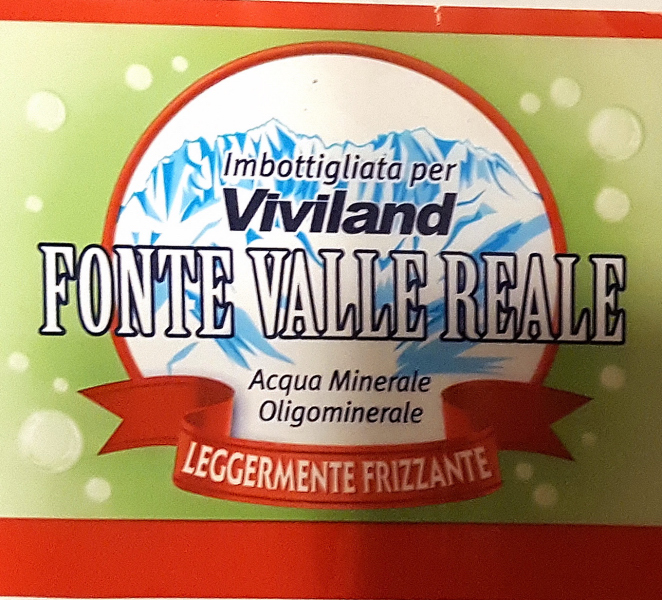 Imbottigliata per
Viviland
FONTE VALLE REALE
Acqua Minerale
Oligominerale
LEGGERMENTE FRIZZANTE